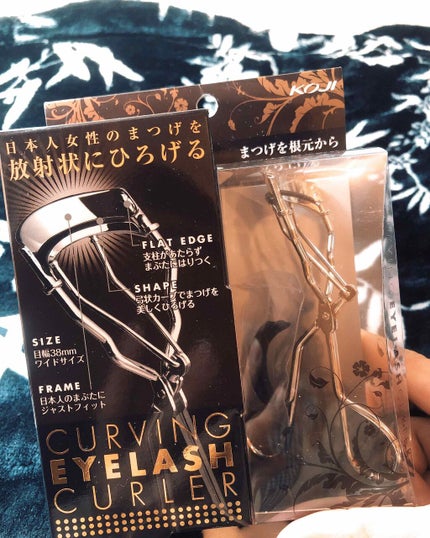 日本人女性のまつげを
放射状にひろげる
FLAT EDGE
支柱があたらず
まぶたにはりつく
SHAPE
弓状カーブでまつげを
美しくひろげる
SIZE
目幅38mm
ワイドサイズ
FRAME
日本人のまぶたに
ジャストフィット
CURVING
EYELASH
CURLER
KOJI
まつげを根元から
EYELASH